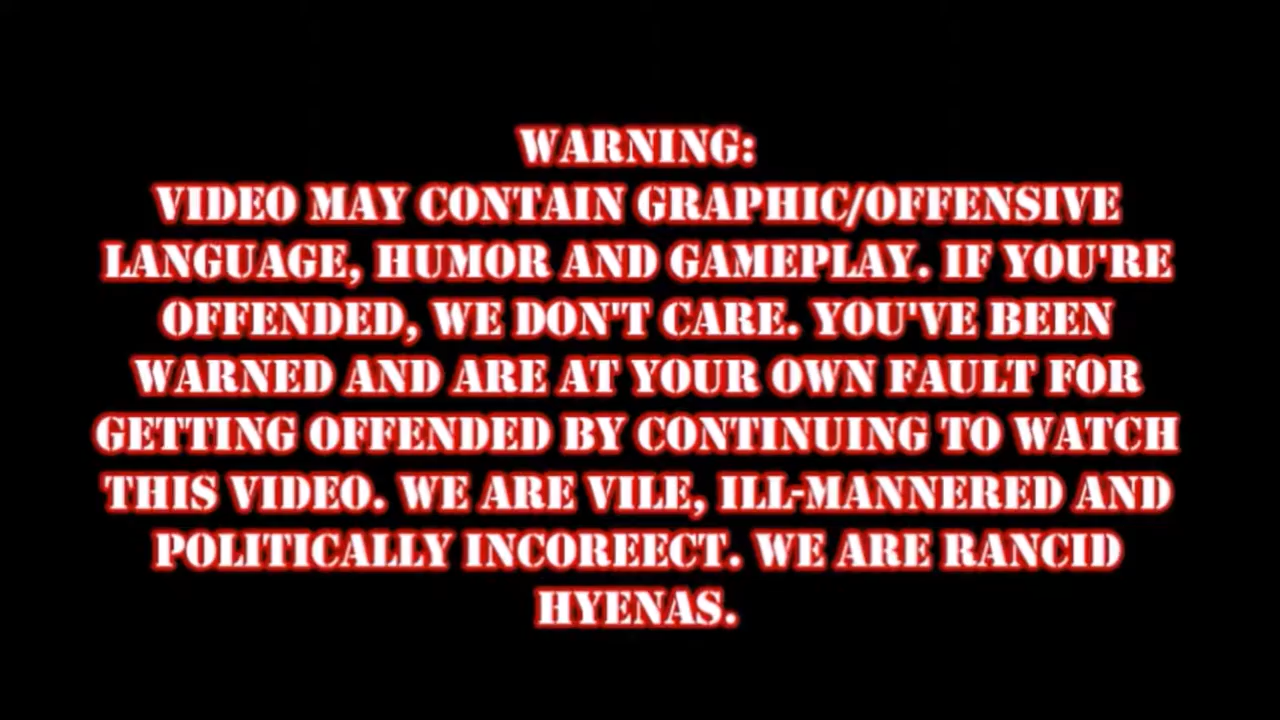 WARNING:
VIDEO MAY CONTAIN GRAPHIC/OFFENSIVE
LANGUAGE, HUMOR AND GAMEPLAY. IF YOU'RE
OFFENDED, WE DON'T CARE. YOU'VE BEEN
WARNED AND ARE AT YOUR OWN FAULT FOR
GETTING OFFENDED BY CONTINUING TO WATCH
THIS VIDEO. WE ARE VILE, ILL-MANNERED AND
POLITICALLY INCOREECT. WE ARE RANCID
HYENAS.